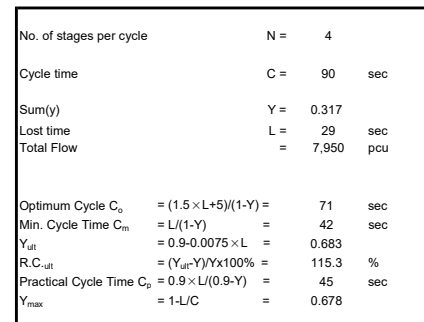 No. of stages per cycle N = 4
Cycle time C = 90 sec
Sum(y) Y = 0.317
Lost time L = 29 sec
Total Flow = 7,950 pcu
Optimum Cycle Cₒ = (1.5×L+5)/(1-Y) = 71 sec
Min. Cycle Time Cₘ = L/(1-Y) = 42 sec
Yᵤₗₜ = 0.9-0.0075×L = 0.683
R.C.ᵤₗₜ = (Yᵤₗₜ-Y)/Yx100% = 115.3 %
Practical Cycle Time Cₚ = 0.9×L/(0.9-Y) = 45 sec
Yₘₐₓ = 1-L/C = 0.678